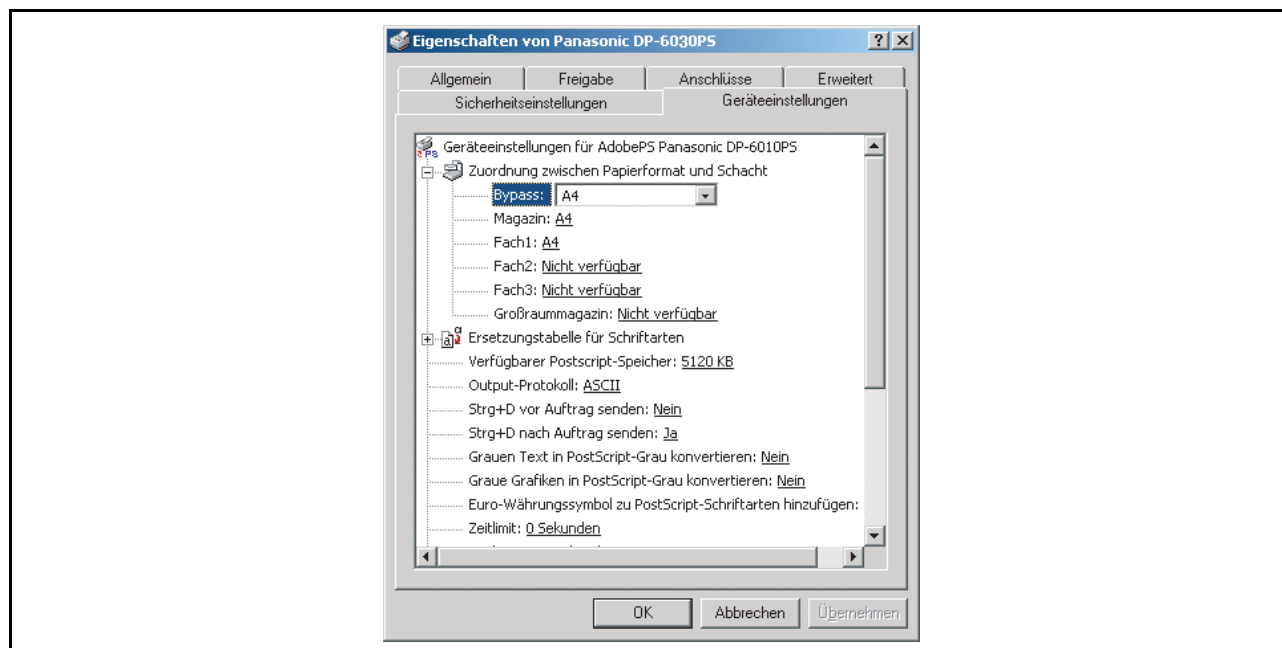 Eigenschaften von Panasonic DP-6030PS
Allgemein Freigabe Anschlüsse Erweitert
Sicherheitseinstellungen Geräteeinstellungen
Geräteeinstellungen für AdobePS Panasonic DP-6010PS
Zuordnung zwischen Papierformat und Schacht
Bypass: A4
Magazin: A4
Fach1: A4
Fach2: Nicht verfügbar
Fach3: Nicht verfügbar
Großraummagazin: Nicht verfügbar
Ersetzungstabelle für Schriftarten
Verfügbarer Postscript-Speicher: 5120 KB
Output-Protokoll: ASCII
Strg+D vor Auftrag senden: Nein
Strg+D nach Auftrag senden: Ja
Grauen Text in PostScript-Grau konvertieren: Nein
Graue Grafiken in PostScript-Grau konvertieren: Nein
Euro-Währungssymbol zu PostScript-Schriftarten hinzufügen:
Zeitlimit: 0 Sekunden
OK Abbrechen Übernehmen